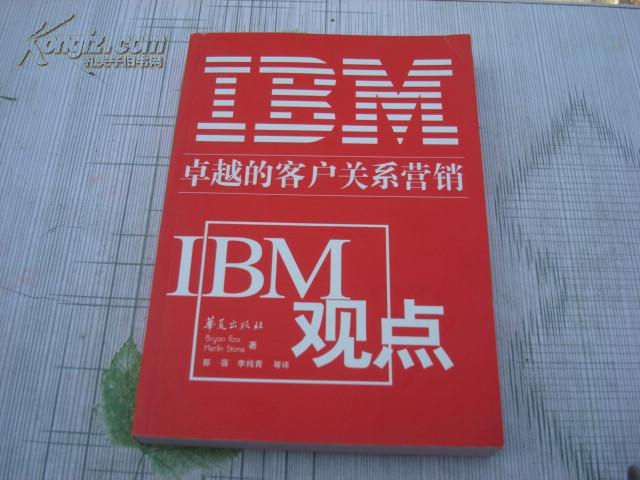 Kongfz.com
孔夫子旧书网
IBM
卓越的客户关系营销
IBM
观点
华夏出版社
Bryan Foss
Merlin Stone
著
郭蓓 李纯青 等译